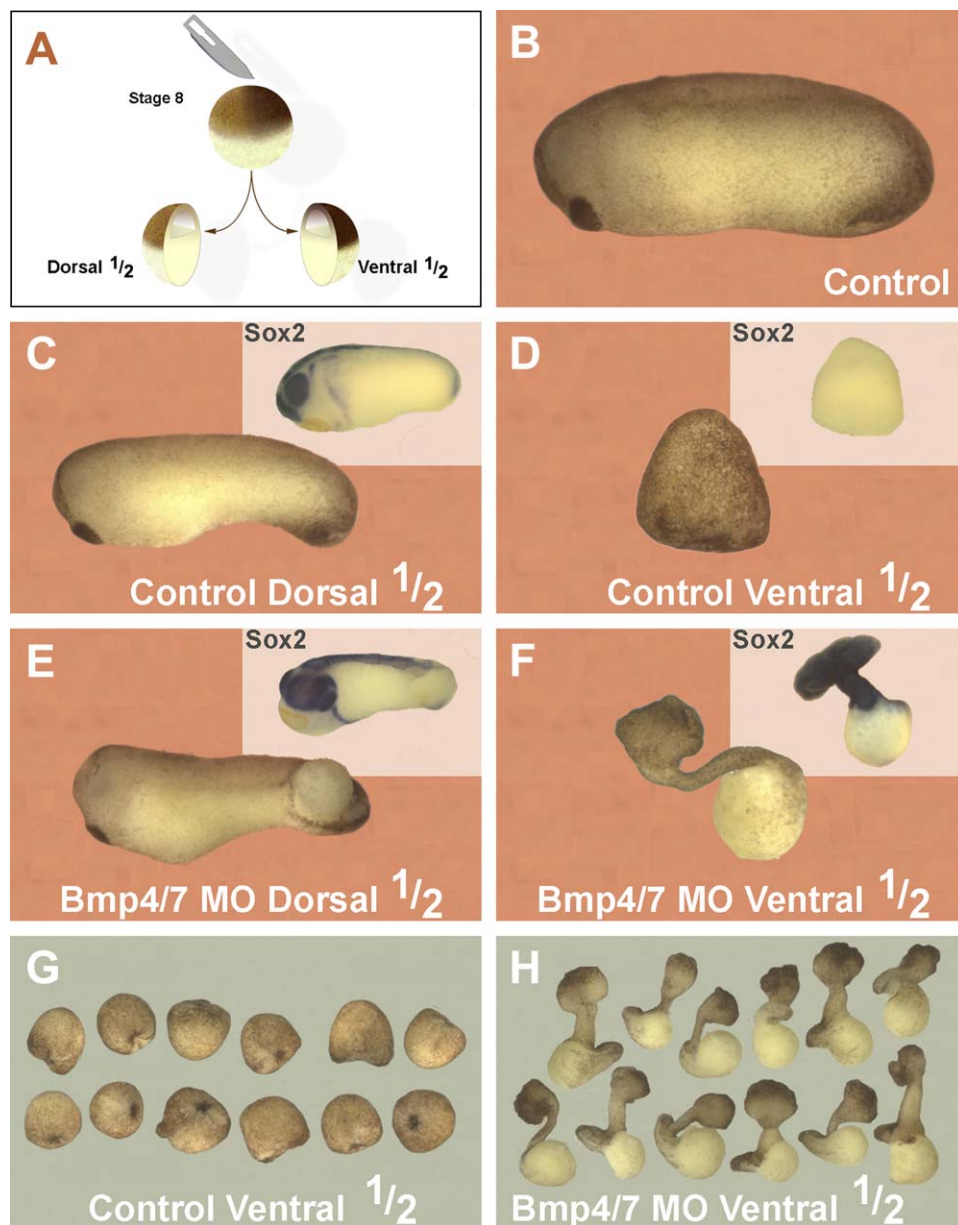 A
Stage 8
Dorsal 1/2
Ventral 1/2
B
Control
C
Sox2
Control Dorsal 1/2
D
Sox2
Control Ventral 1/2
E
Sox2
Bmp4/7 MO Dorsal 1/2
F
Sox2
Bmp4/7 MO Ventral 1/2
G
Control Ventral 1/2
H
Bmp4/7 MO Ventral 1/2